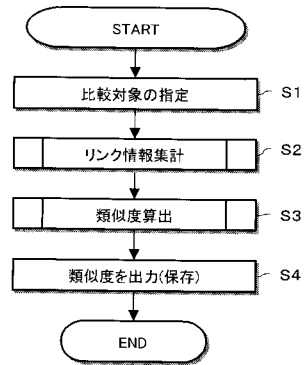 START
比較対象の指定
S1
リンク情報集計
S2
類似度算出
S3
類似度を出力(保存)
S4
END